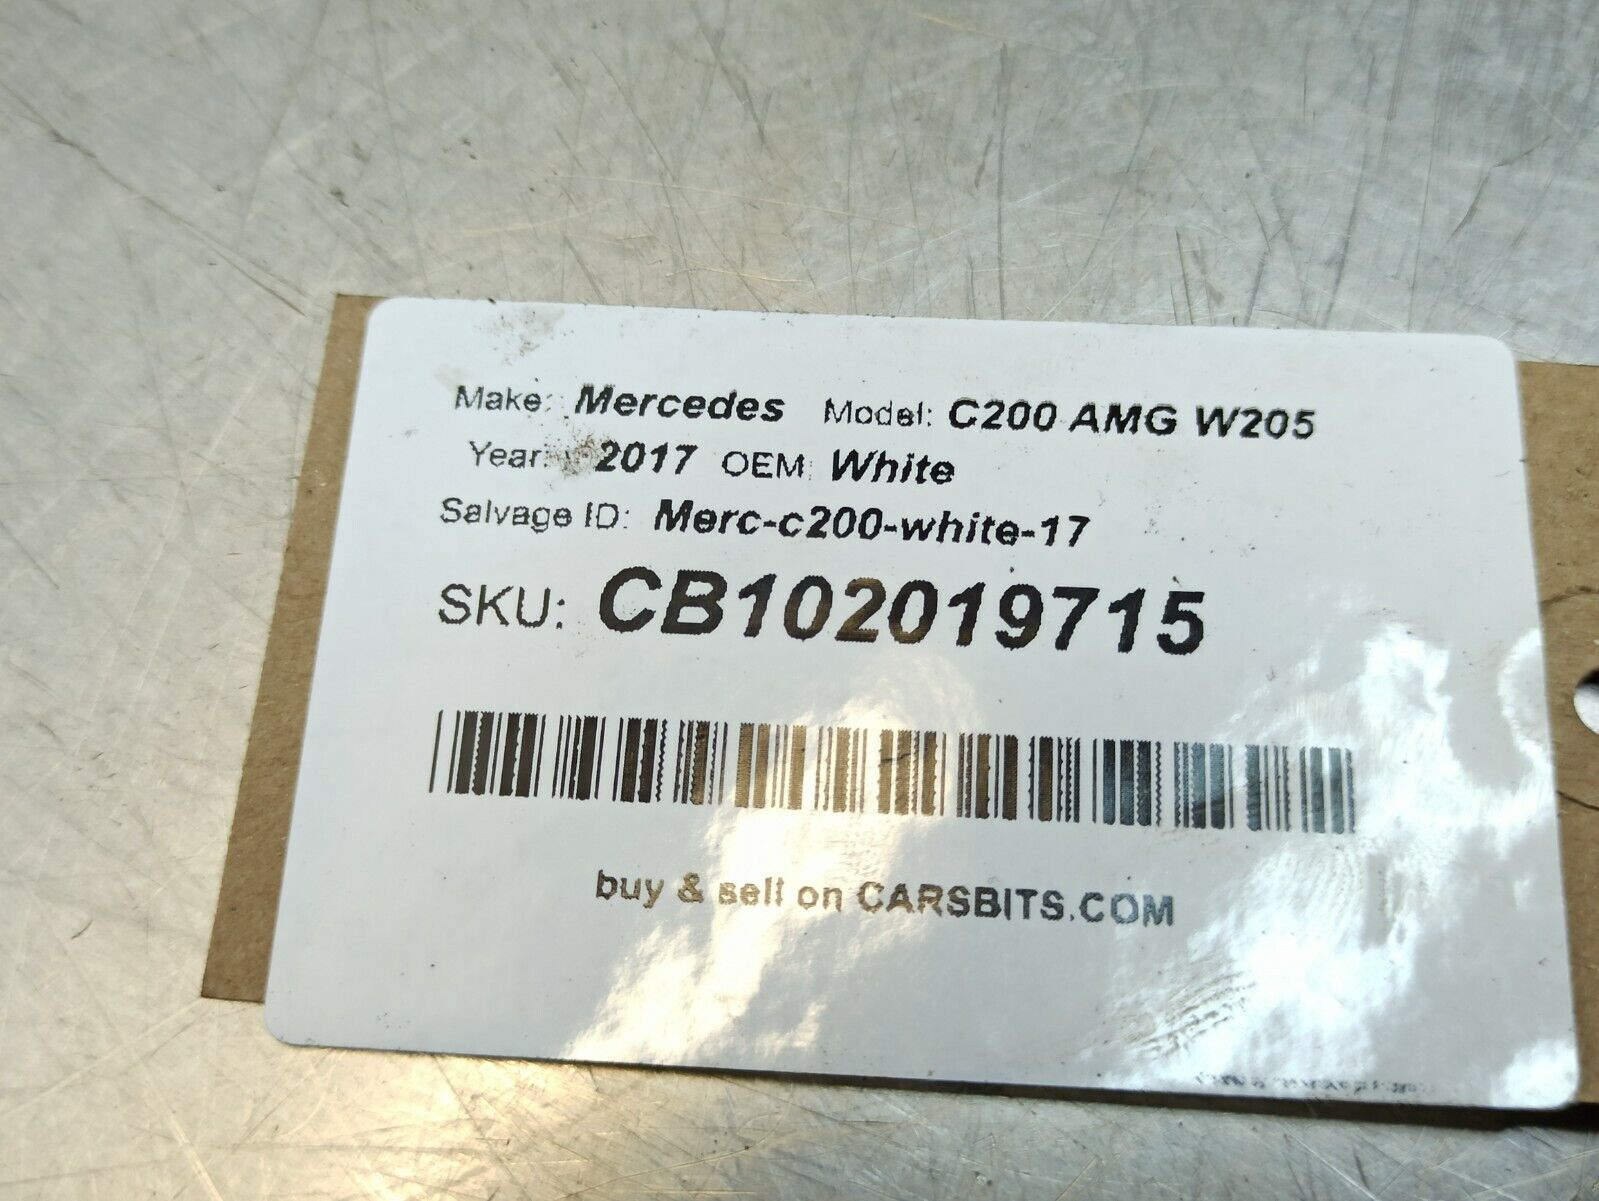 Make: Mercedes Model: C200 AMG W205
Year: 2017 OEM: White
Salvage ID: Merc-c200-white-17
SKU: CB102019715
buy & sell on CARSBITS.COM